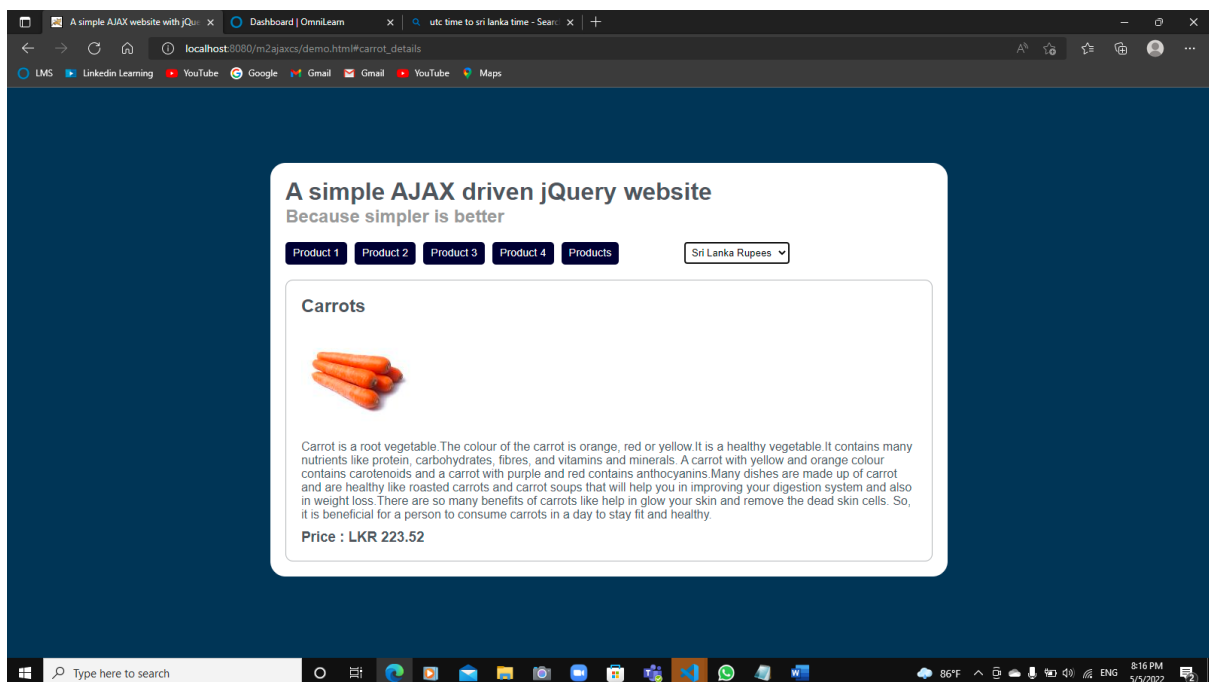 A simple AJAX website with jQue
Dashboard | OmniLearn
utc time to sri lanka time - Searc
localhost:8080/m2ajaxcs/demo.html#carrot_details
LMS Linkedin Learning YouTube Google Gmail Gmail YouTube Maps
A simple AJAX driven jQuery website
Because simpler is better
Product 1 Product 2 Product 3 Product 4 Products Sri Lanka Rupees
Carrots
Carrot is a root vegetable.The colour of the carrot is orange, red or yellow.It is a healthy vegetable.It contains many
nutrients like protein, carbohydrates, fibres, and vitamins and minerals. A carrot with yellow and orange colour
contains carotenoids and a carrot with purple and red contains anthocyanins.Many dishes are made up of carrot
and are healthy like roasted carrots and carrot soups that will help you in improving your digestion system and also
in weight loss.There are so many benefits of carrots like help in glow your skin and remove the dead skin cells. So,
it is beneficial for a person to consume carrots in a day to stay fit and healthy.
Price : LKR 223.52
Type here to search
86°F ENG
8:16 PM
5/5/2022